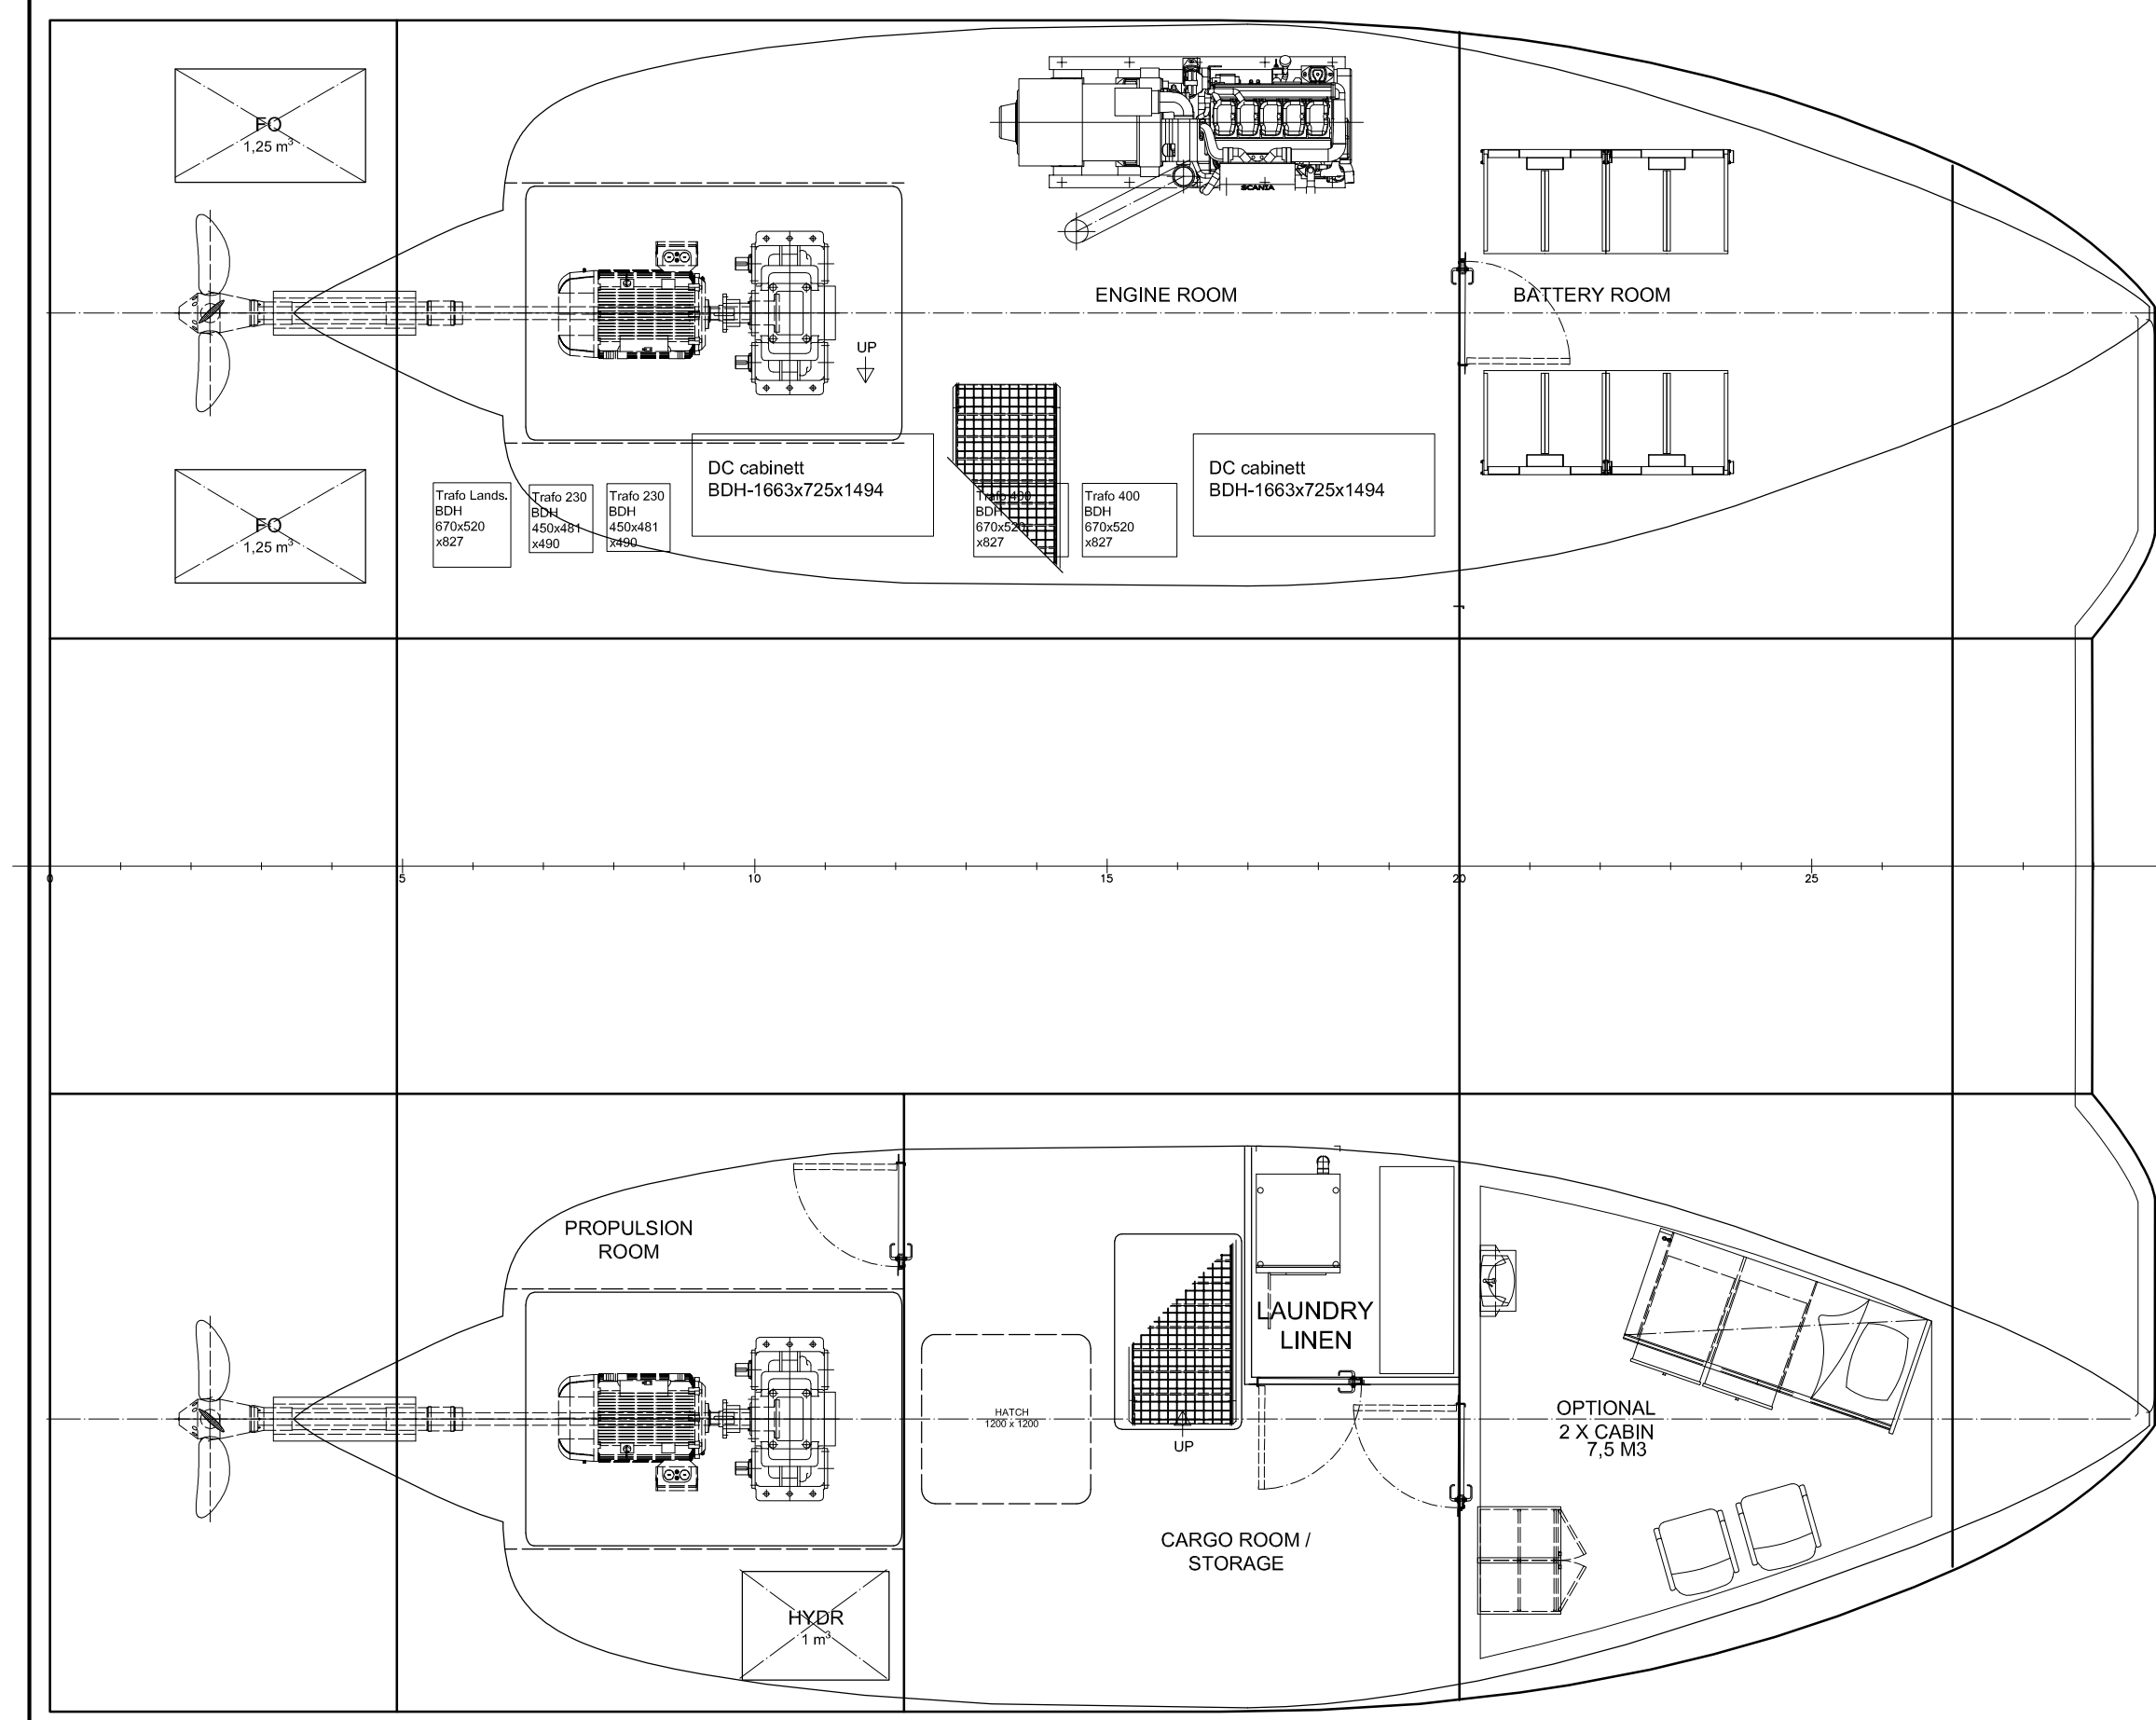 FO
1,25 m³
SCANIA
ENGINE ROOM
BATTERY ROOM
UP
DC cabinett
BDH-1663x725x1494
DC cabinett
BDH-1663x725x1494
FO
1,25 m³
Trafo Lands.
BDH
670x520
x827
Trafo 230
BDH
450x481
x490
Trafo 230
BDH
450x481
x490
Trafo 400
BDH
670x520
x827
Trafo 400
BDH
670x520
x827
0 5 10 15 20 25
PROPULSION
ROOM
LAUNDRY
LINEN
HATCH
1200 x 1200
UP
OPTIONAL
2 X CABIN
7,5 M3
CARGO ROOM /
STORAGE
HYDR
1 m³